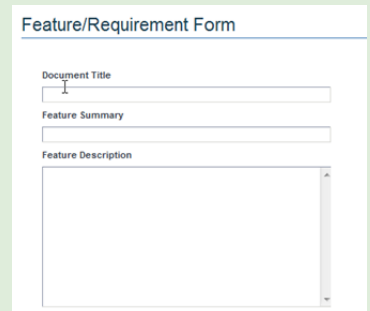 Feature/Requirement Form
Document Title
Feature Summary
Feature Description